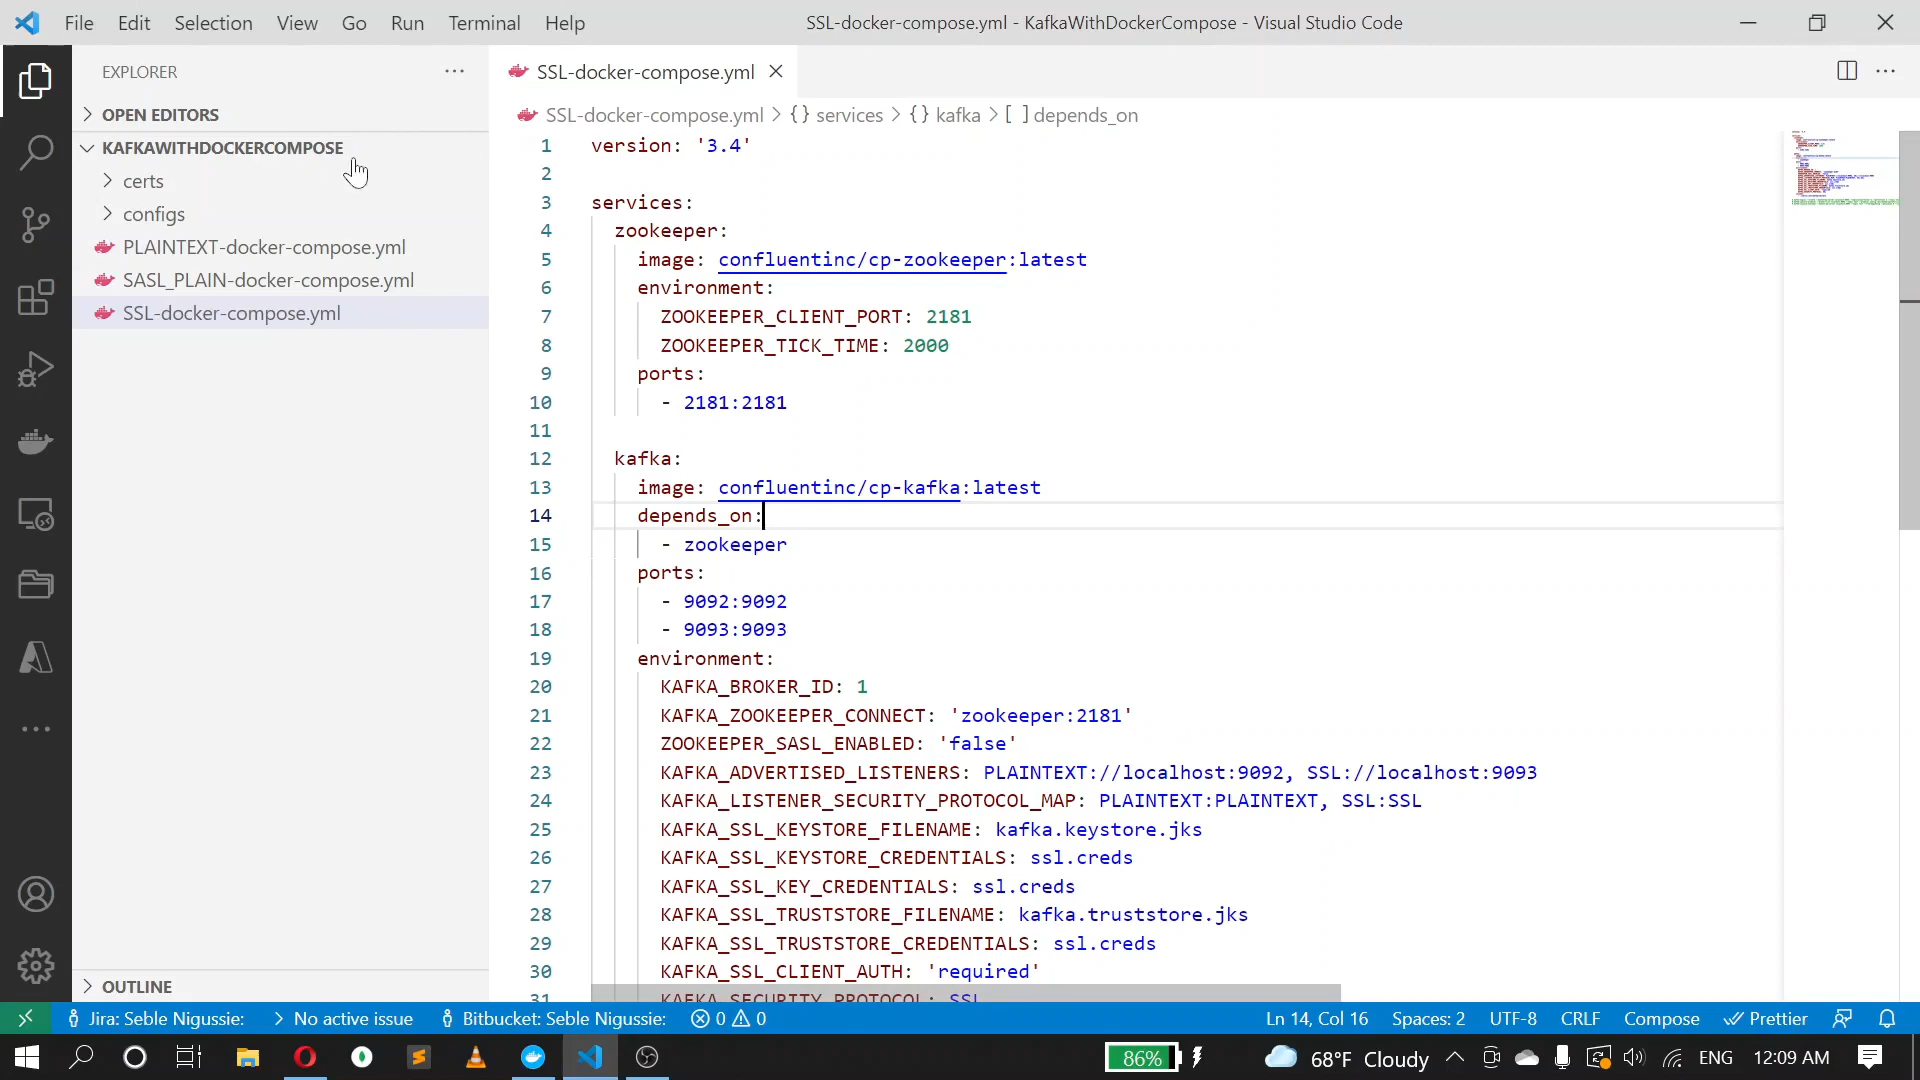 File Edit Selection View Go Run Terminal Help SSL-docker-compose.yml - KafkaWithDockerCompose - Visual Studio Code
EXPLORER
OPEN EDITORS
KAFKAWITHDOCKERCOMPOSE
certs
configs
PLAINTEXT-docker-compose.yml
SASL_PLAIN-docker-compose.yml
SSL-docker-compose.yml
OUTLINE
SSL-docker-compose.yml
SSL-docker-compose.yml > {} services > {} kafka > [ ] depends_on
1 version: '3.4'
2
3 services:
4 zookeeper:
5 image: confluentinc/cp-zookeeper:latest
6 environment:
7 ZOOKEEPER_CLIENT_PORT: 2181
8 ZOOKEEPER_TICK_TIME: 2000
9 ports:
10 - 2181:2181
11
12 kafka:
13 image: confluentinc/cp-kafka:latest
14 depends_on:
15 - zookeeper
16 ports:
17 - 9092:9092
18 - 9093:9093
19 environment:
20 KAFKA_BROKER_ID: 1
21 KAFKA_ZOOKEEPER_CONNECT: 'zookeeper:2181'
22 ZOOKEEPER_SASL_ENABLED: 'false'
23 KAFKA_ADVERTISED_LISTENERS: PLAINTEXT://localhost:9092, SSL://localhost:9093
24 KAFKA_LISTENER_SECURITY_PROTOCOL_MAP: PLAINTEXT:PLAINTEXT, SSL:SSL
25 KAFKA_SSL_KEYSTORE_FILENAME: kafka.keystore.jks
26 KAFKA_SSL_KEYSTORE_CREDENTIALS: ssl.creds
27 KAFKA_SSL_KEY_CREDENTIALS: ssl.creds
28 KAFKA_SSL_TRUSTSTORE_FILENAME: kafka.truststore.jks
29 KAFKA_SSL_TRUSTSTORE_CREDENTIALS: ssl.creds
30 KAFKA_SSL_CLIENT_AUTH: 'required'
31 KAFKA_SECURITY_PROTOCOL: SSL
Jira: Seble Nigussie: No active issue Bitbucket: Seble Nigussie: 0 0 Ln 14, Col 16 Spaces: 2 UTF-8 CRLF Compose Prettier
86% 68°F Cloudy ENG 12:09 AM